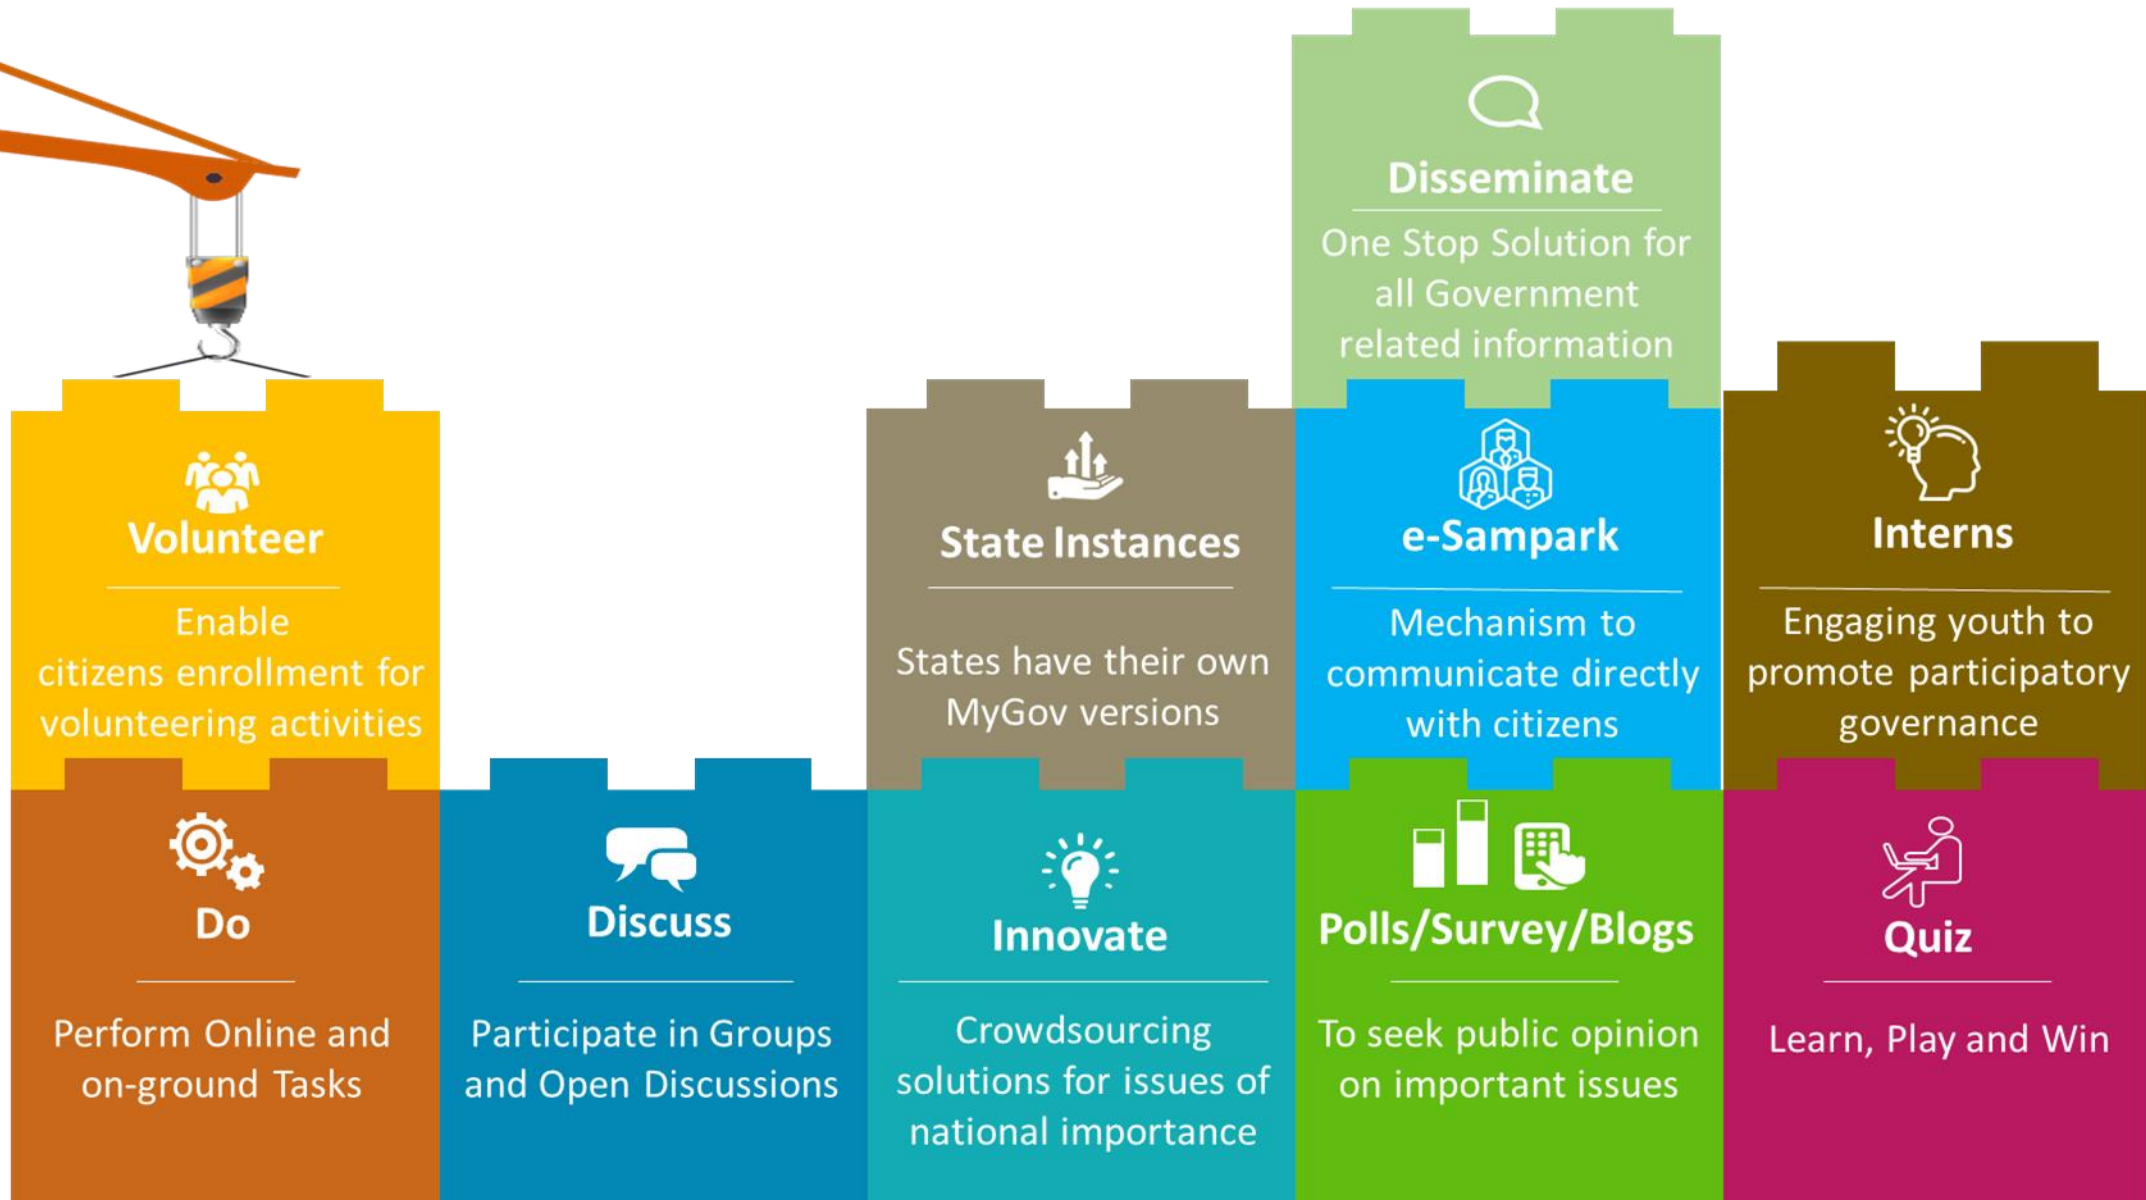 Disseminate
One Stop Solution for
all Government
related information
Volunteer
Enable
citizens enrollment for
volunteering activities
State Instances
States have their own
MyGov versions
e-Sampark
Mechanism to
communicate directly
with citizens
Interns
Engaging youth to
promote participatory
governance
Do
Perform Online and
on-ground Tasks
Discuss
Participate in Groups
and Open Discussions
Innovate
Crowdsourcing
solutions for issues of
national importance
Polls/Survey/Blogs
To seek public opinion
on important issues
Quiz
Learn, Play and Win